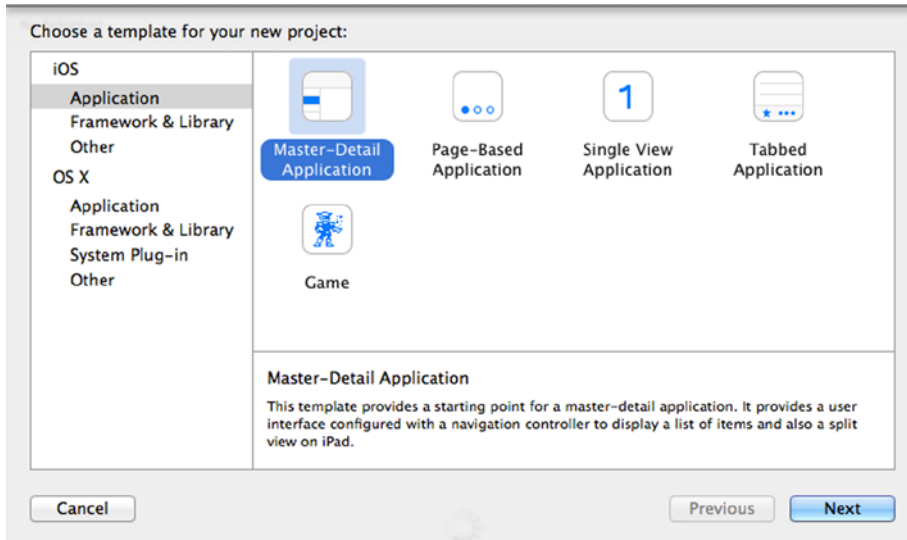 Choose a template for your new project:
iOS
Application
Framework & Library
Other
OS X
Application
Framework & Library
System Plug-in
Other
Master-Detail
Application
Page-Based
Application
1
Single View
Application
Tabbed
Application
Game
Master-Detail Application
This template provides a starting point for a master-detail application. It provides a user
interface configured with a navigation controller to display a list of items and also a split
view on iPad.
Cancel
Previous
Next